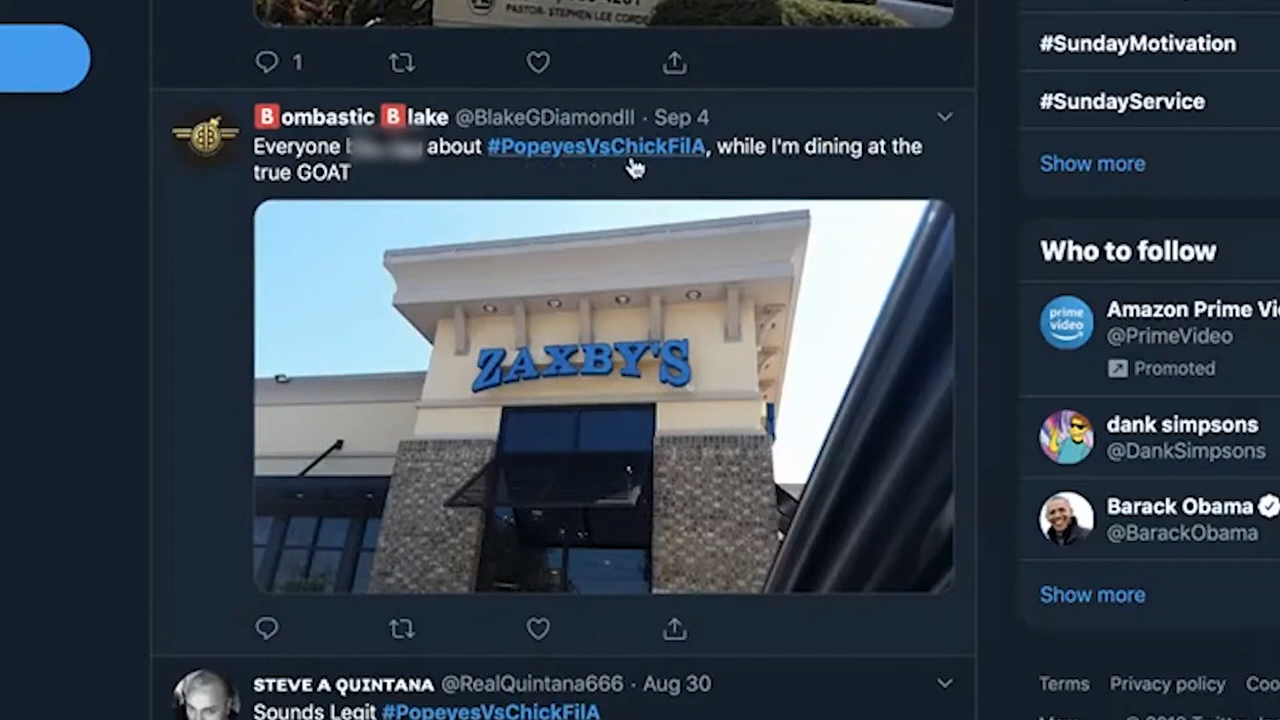 PASTOR: STEPHEN LEE
1
Bombastic Blake @BlakeGDiamondII · Sep 4
Everyone about #PopeyesVsChickFilA, while I'm dining at the
true GOAT
ZAXBY'S
STEVE A QUINTANA @RealQuintana666 · Aug 30
Sounds Legit #PopeyesVsChickFilA
#SundayMotivation
#SundayService
Show more
Who to follow
prime
video
Amazon Prime
@PrimeVideo
Promoted
dank simpsons
@DankSimpsons
Barack Obama
@BarackObama
Show more
Terms Privacy policy